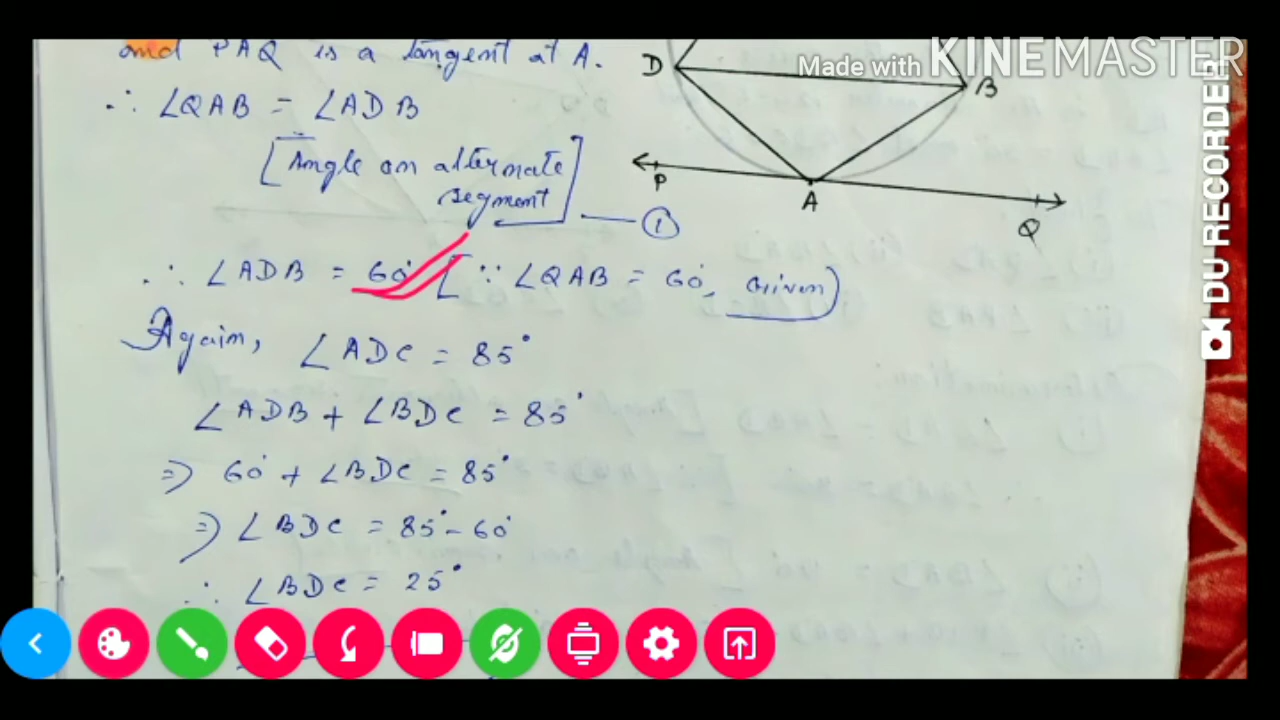 and PAQ is a tangent at A.
∴ ∠QAB = ∠ADB
[Angle on alternate
segment] — ①
∴ ∠ADB = 60° [∵ ∠QAB = 60°, Given)
Again, ∠ADC = 85°
∠ADB + ∠BDC = 85°
⇒ 60° + ∠BDC = 85°
⇒ ∠BDC = 85° - 60°
∴ ∠BDC = 25°
D
B
P
A
Q
Made with KINEMASTER
DU RECORDER